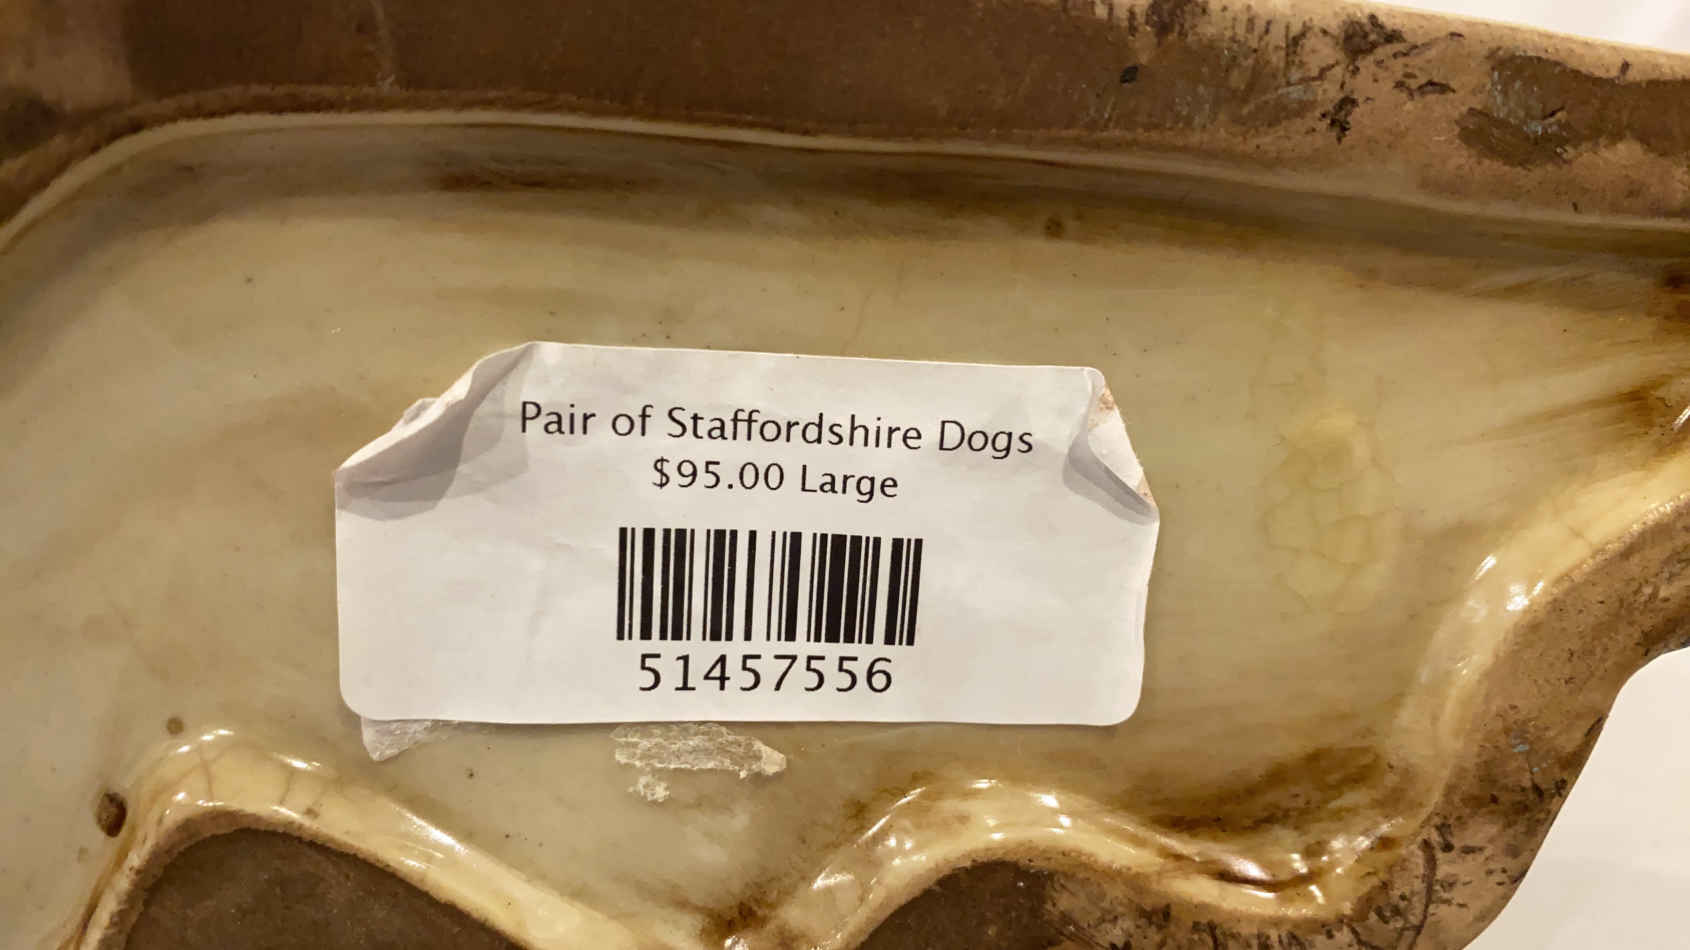 Pair of Staffordshire Dogs
$95.00 Large
51457556